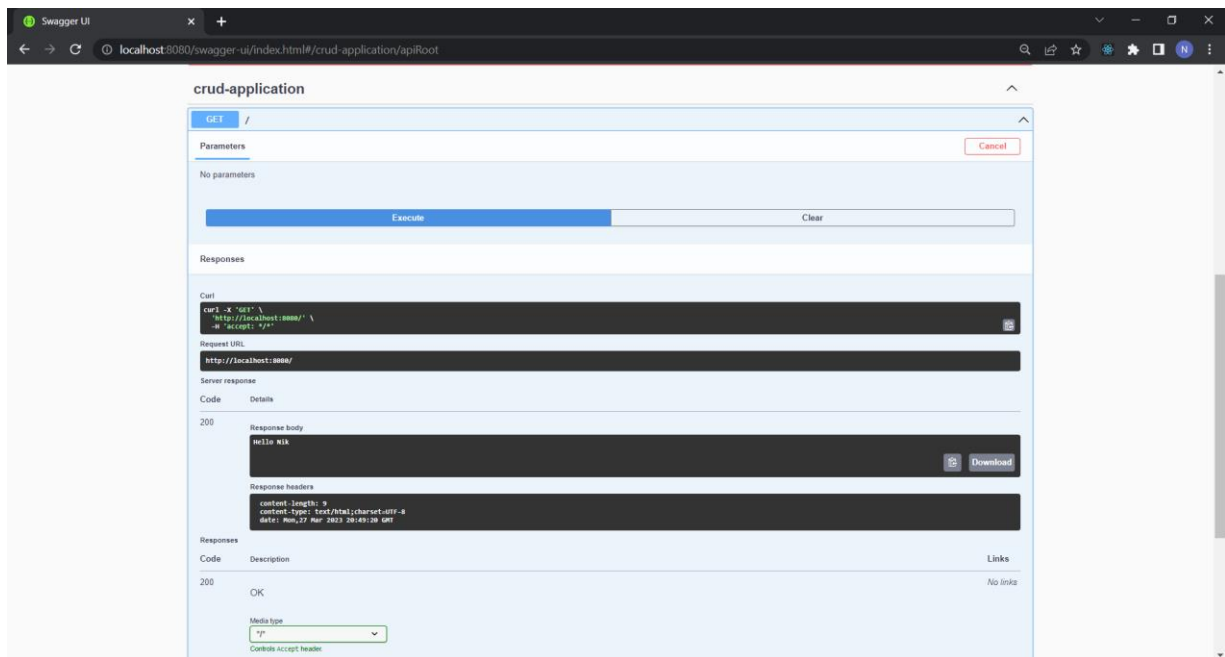 Swagger UI
localhost:8080/swagger-ui/index.html#/crud-application/apiRoot
N
crud-application
GET /
Parameters
Cancel
No parameters
Execute
Clear
Responses
Curl
curl -X 'GET' \
'http://localhost:8080/' \
-H 'accept: */*'
Request URL
http://localhost:8080/
Server response
Code Details
200
Response body
Hello Nik
Download
Response headers
content-length: 9
content-type: text/html;charset=UTF-8
date: Mon,27 Mar 2023 20:49:20 GMT
Responses
Code Description Links
200 No links
OK
Media type
*/*
Controls Accept header.